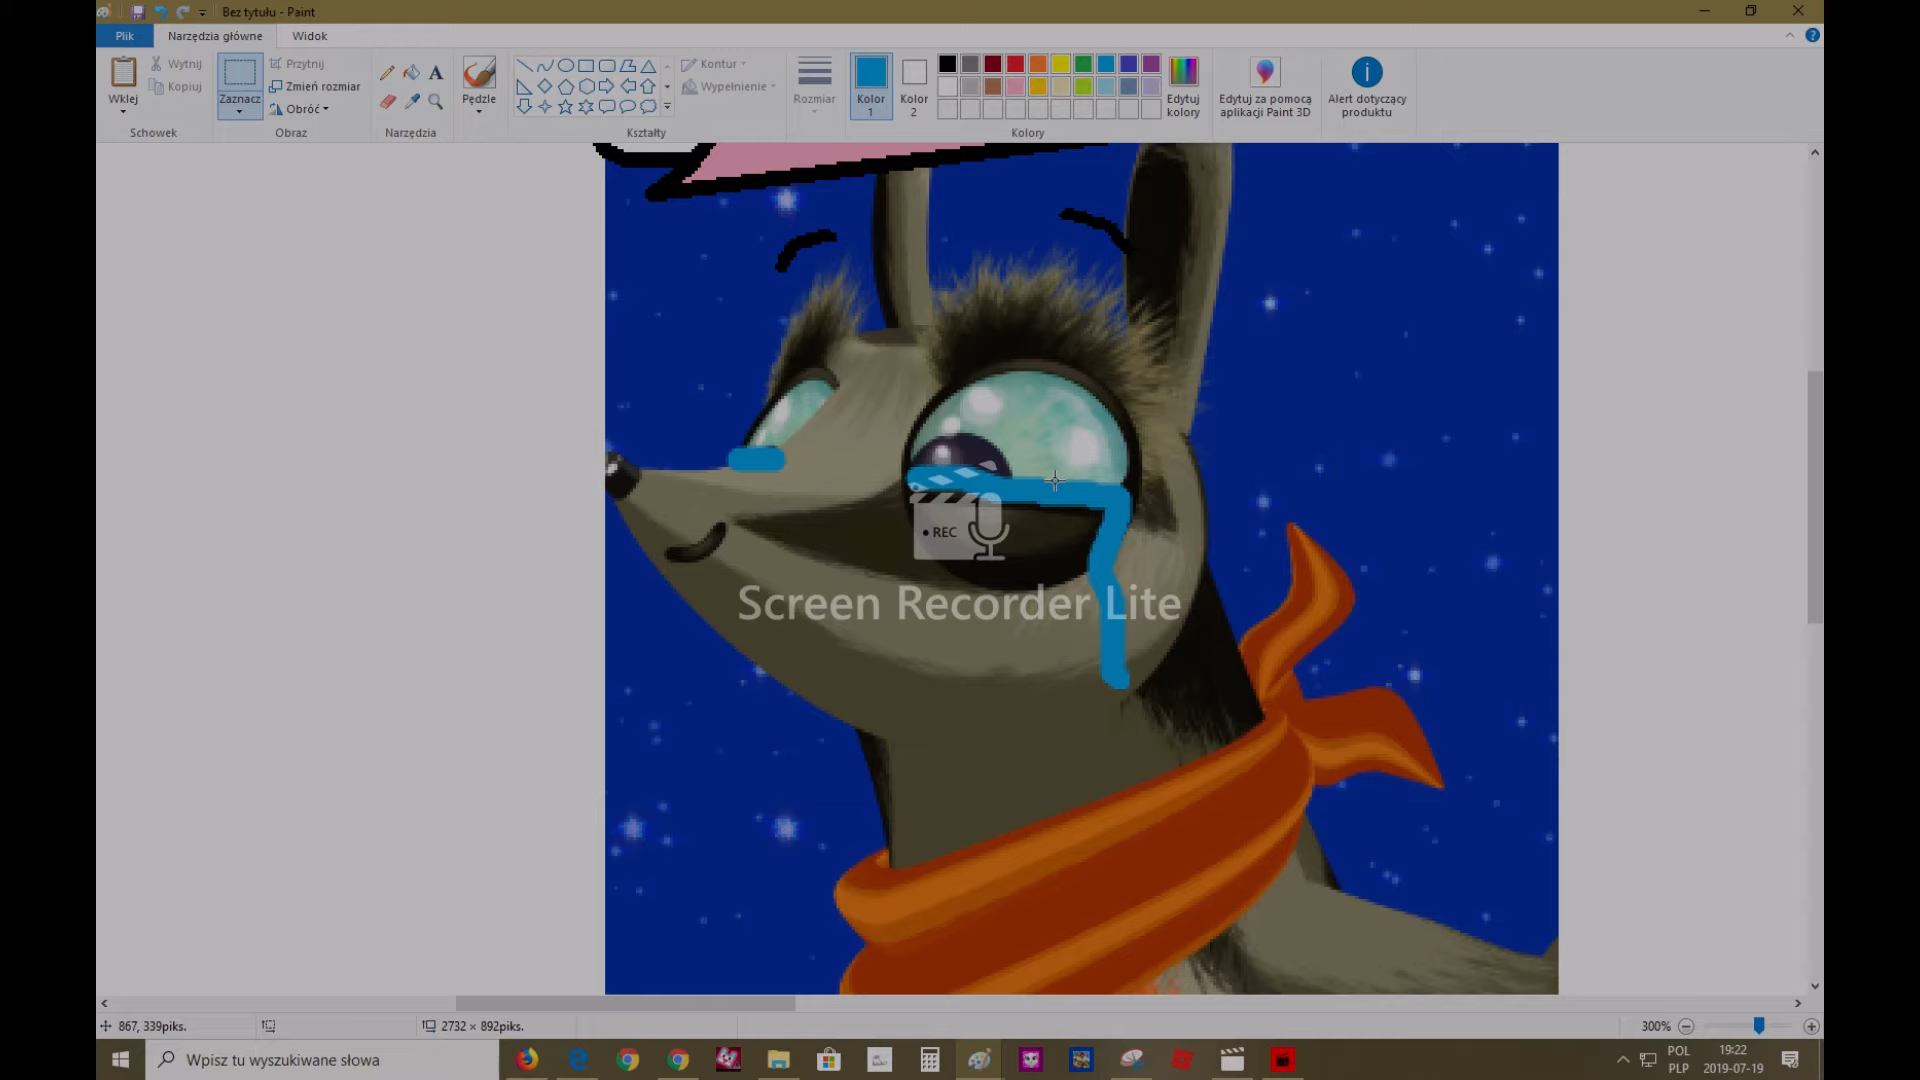 Bez tytułu - Paint
Plik Narzędzia główne Widok
Wklej
Wytnij
Kopiuj
Schowek
Zaznacz
Przytnij
Zmień rozmiar
Obróć
Obraz
A
Narzędzia
Pędzle
Kontur
Wypełnienie
Kształty
Rozmiar
Kolor 1
Kolor 2
Edytuj kolory
Kolory
Edytuj za pomocą aplikacji Paint 3D
Alert dotyczący produktu
REC
Screen Recorder Lite
867, 339piks.
2732 × 892piks.
300%
Wpisz tu wyszukiwane słowa
POL
PLP
19:22
2019-07-19